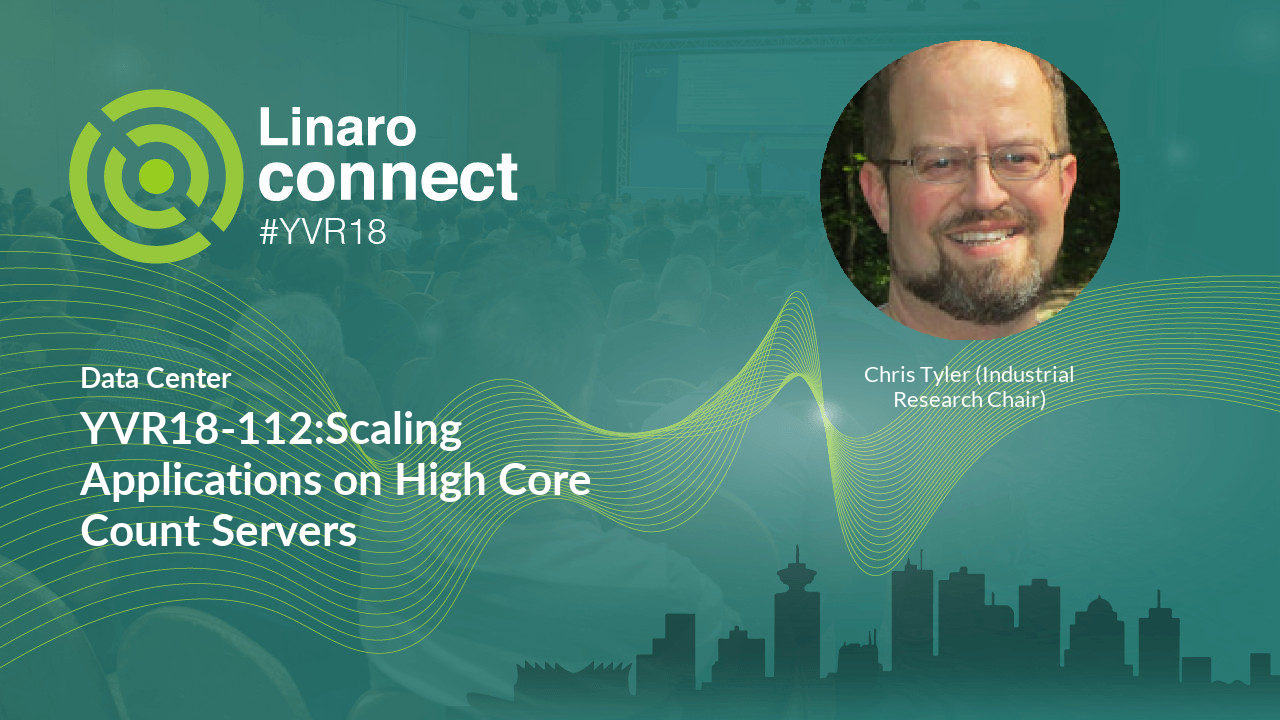 Linaro
connect
#YVR18
Chris Tyler (Industrial
Research Chair)
Data Center
YVR18-112:Scaling
Applications on High Core
Count Servers